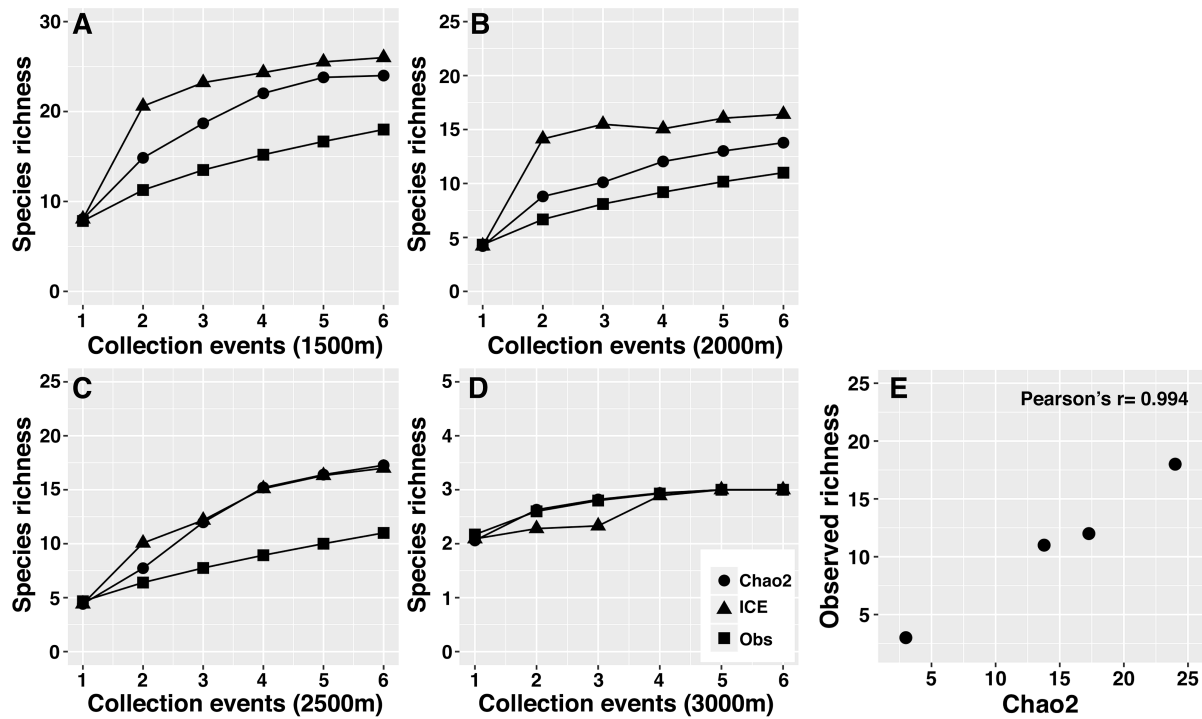 A
Species richness
30
20
10
0
1 2 3 4 5 6
Collection events (1500m)
B
Species richness
25
20
15
10
5
0
1 2 3 4 5 6
Collection events (2000m)
C
Species richness
25
20
15
10
5
0
1 2 3 4 5 6
Collection events (2500m)
D
Species richness
5
4
3
2
1
0
Chao2
ICE
Obs
1 2 3 4 5 6
Collection events (3000m)
E
Pearson's r= 0.994
Observed richness
25
20
15
10
5
5 10 15 20 25
Chao2